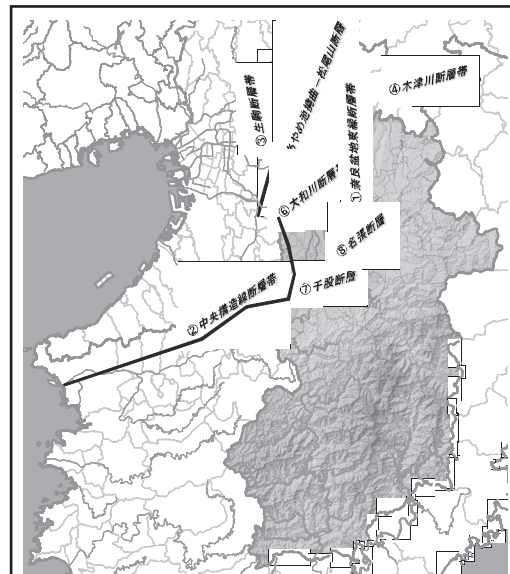 ③生駒断層帯
あやめ池撓曲－松尾山断層
①奈良盆地東縁断層帯
④木津川断層帯
⑥大和川断層
⑧名張断層
⑦千股断層
②中央構造線断層帯